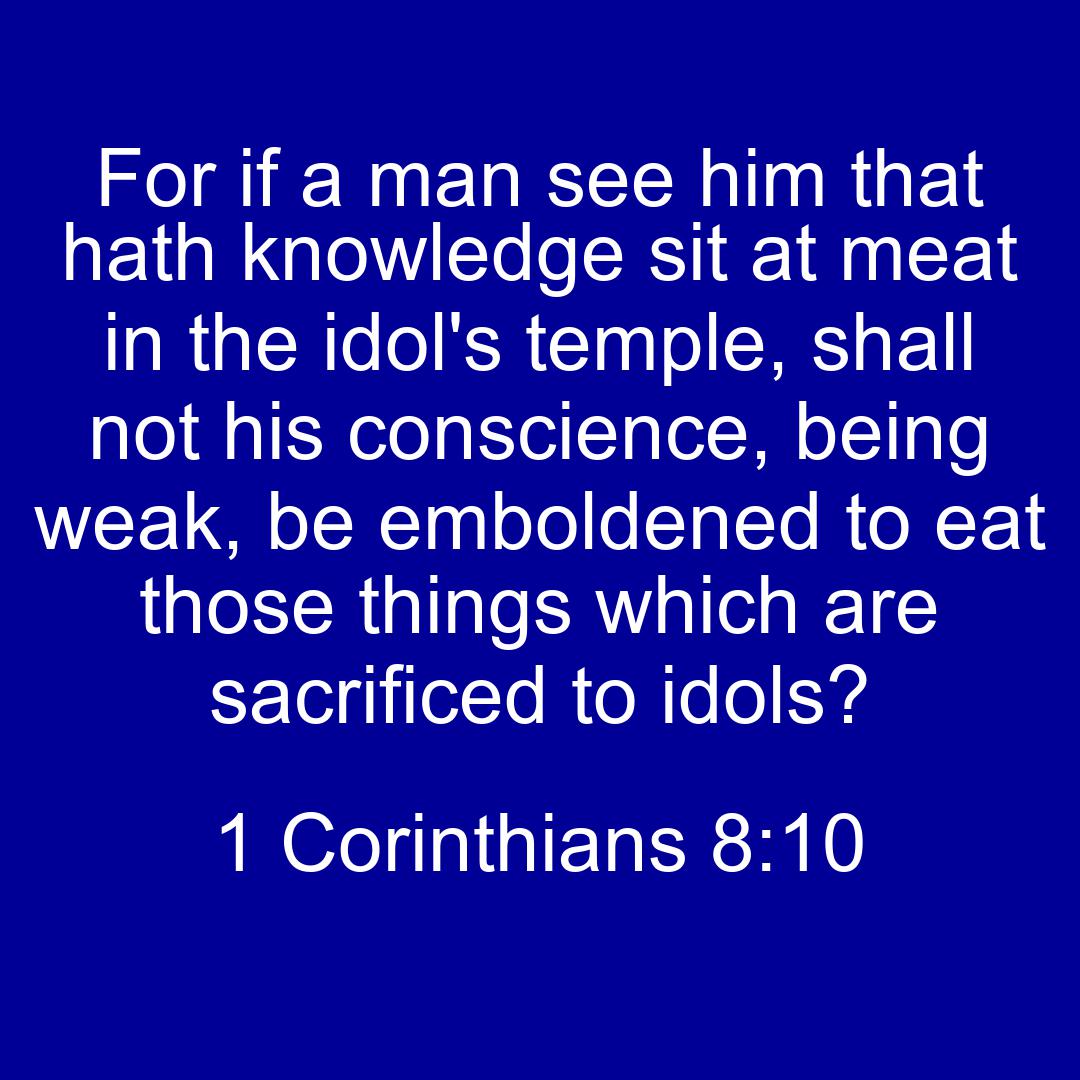 For if a man see him that
hath knowledge sit at meat
in the idol's temple, shall
not his conscience, being
weak, be emboldened to eat
those things which are
sacrificed to idols?
1 Corinthians 8:10